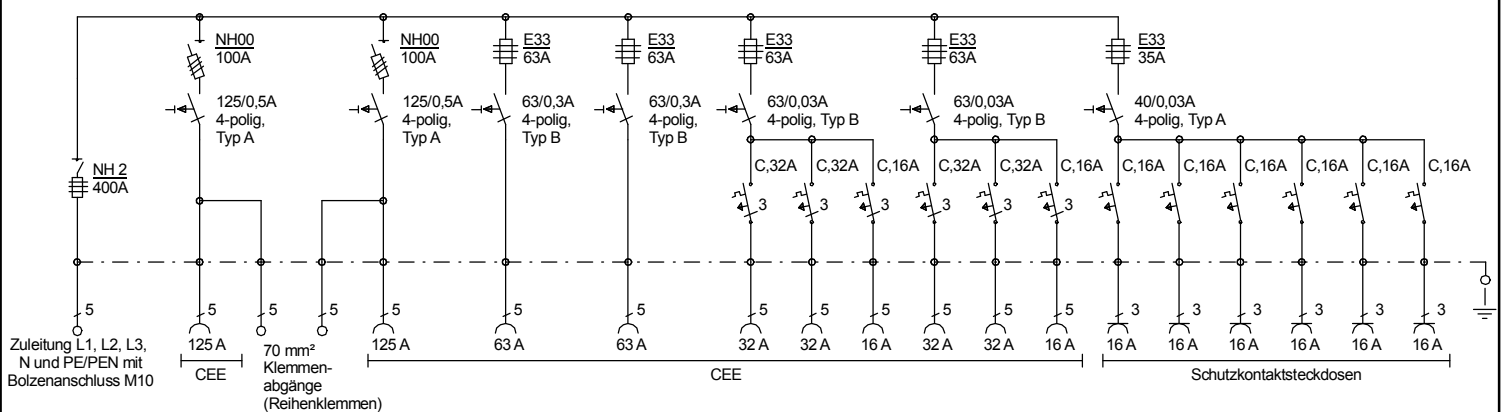 NH00
100A
NH00
100A
E33
63A
E33
63A
E33
63A
E33
63A
E33
35A
125/0,5A
4-polig,
Typ A
125/0,5A
4-polig,
Typ A
63/0,3A
4-polig,
Typ B
63/0,3A
4-polig,
Typ B
63/0,03A
4-polig, Typ B
63/0,03A
4-polig, Typ B
40/0,03A
4-polig, Typ A
NH 2
400A
C,32A C,32A C,16A C,32A C,32A C,16A C,16A C,16A C,16A C,16A C,16A C,16A
3 3 3 3 3 3
5 5 5 5 5 5 5 5 5 5 5 5 5 3 3 3 3 3 3
125 A 125 A 63 A 63 A 32 A 32 A 16 A 32 A 32 A 16 A 16 A 16 A 16 A 16 A 16 A 16 A
Zuleitung L1, L2, L3,
N und PE/PEN mit
Bolzenanschluss M10
CEE
70 mm²
Klemmen-
abgänge
(Reihenklemmen)
CEE
Schutzkontaktsteckdosen